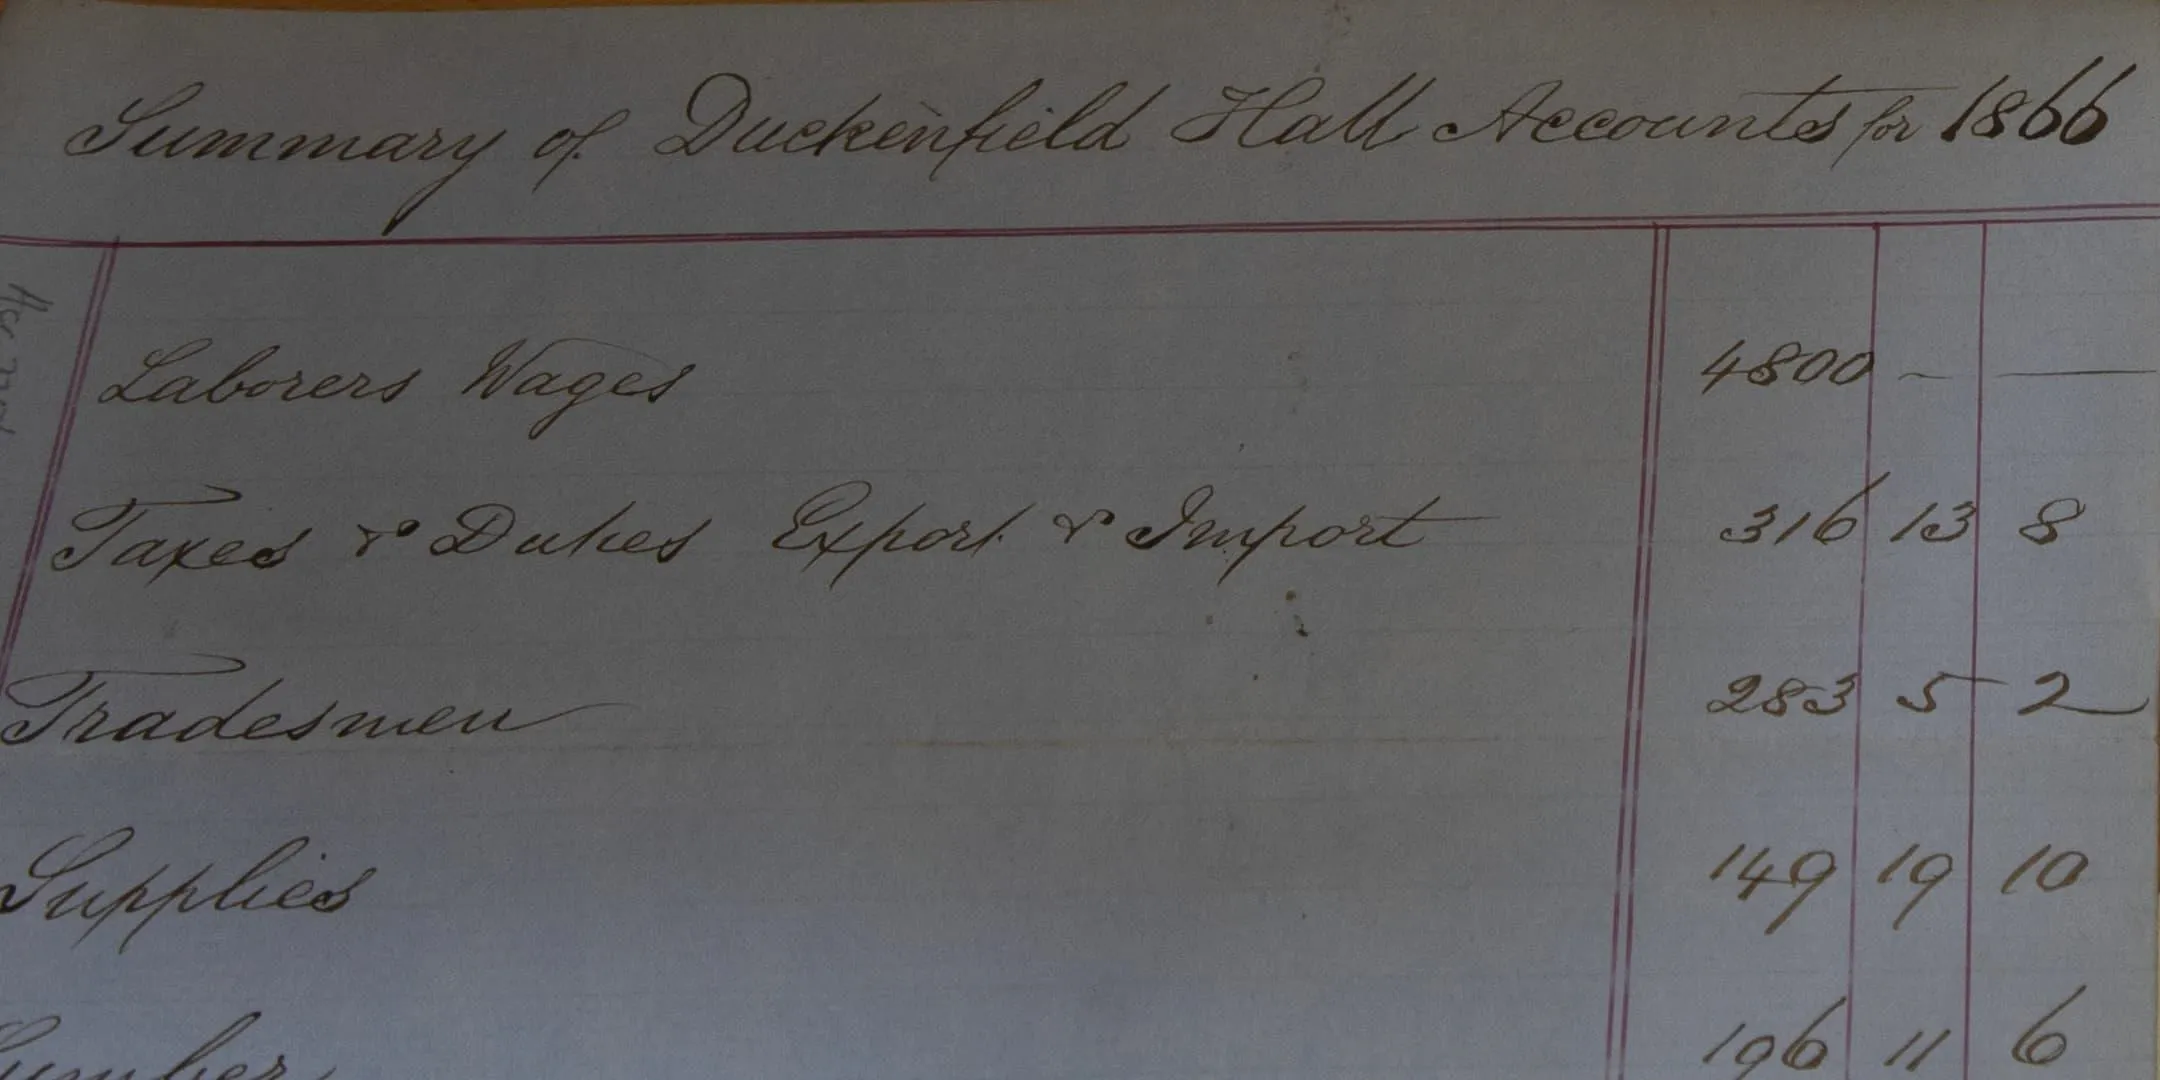 Summary of Duckenfield Hall Accounts for 1866
Laborers Wages 4800 - -
Taxes & Duties Export & Import 316 13 8
Tradesmen 283 5 2
Supplies 149 19 10
Lumber 196 11 6